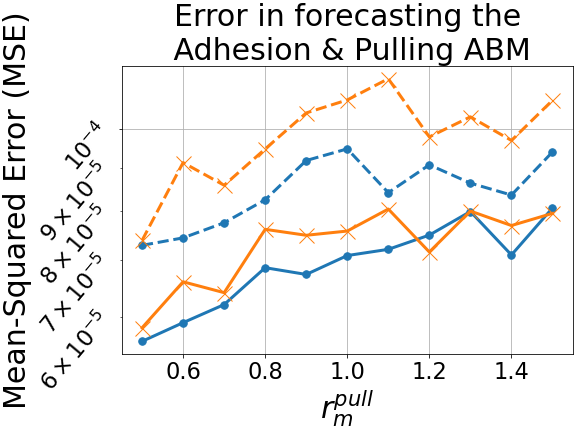 Error in forecasting the
Adhesion & Pulling ABM
Mean-Squared Error (MSE)
10⁻⁴
9 × 10⁻⁵
8 × 10⁻⁵
7 × 10⁻⁵
6 × 10⁻⁵
0.6 0.8 1.0 1.2 1.4
r_m^{pull}